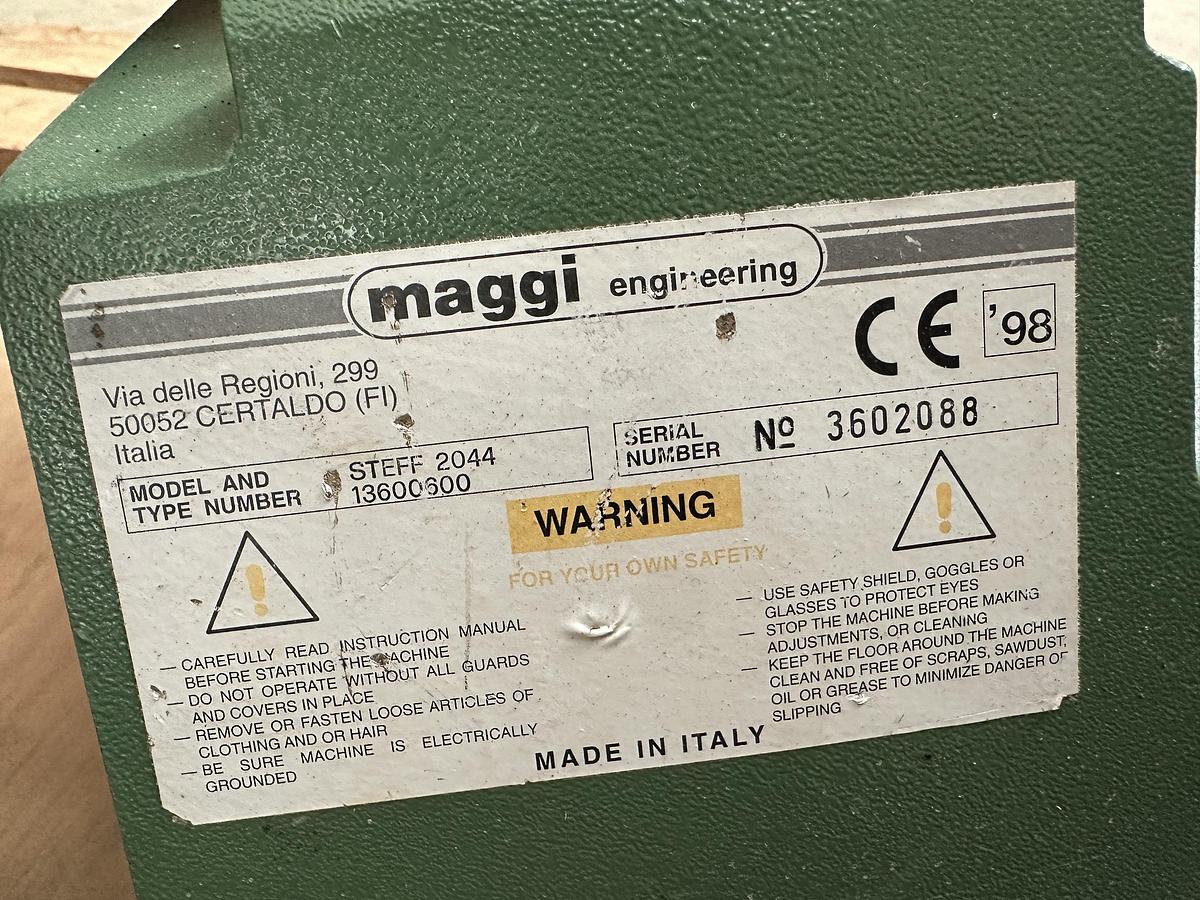 maggi engineering
CE '98
Via delle Regioni, 299
50052 CERTALDO (FI)
Italia
MODEL AND
TYPE NUMBER
STEFF 2044
13600600
SERIAL
NUMBER
Nº 3602088
WARNING
FOR YOUR OWN SAFETY
— CAREFULLY READ INSTRUCTION MANUAL
BEFORE STARTING THE MACHINE
— DO NOT OPERATE WITHOUT ALL GUARDS
AND COVERS IN PLACE
— REMOVE OR FASTEN LOOSE ARTICLES OF
CLOTHING AND OR HAIR
— BE SURE MACHINE IS ELECTRICALLY
GROUNDED
— USE SAFETY SHIELD, GOGGLES OR
GLASSES TO PROTECT EYES
— STOP THE MACHINE BEFORE MAKING
ADJUSTMENTS, OR CLEANING
— KEEP THE FLOOR AROUND THE MACHINE
CLEAN AND FREE OF SCRAPS, SAWDUST,
OIL OR GREASE TO MINIMIZE DANGER OF
SLIPPING
MADE IN ITALY